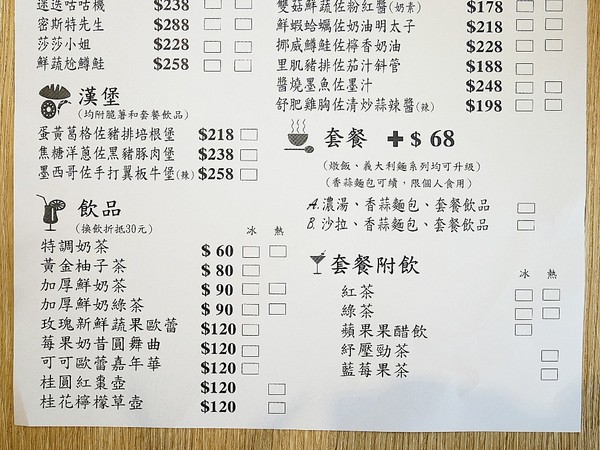 迷迭咕咕機 $238
密斯特先生 $288
莎莎小姐 $228
鮮蔬尬鱒鮭 $258
漢堡
(均附脆薯和套餐飲品)
蛋黃葛格佐豬排培根堡 $218
焦糖洋蔥佐黑豬豚肉堡 $238
墨西哥佐手打翼板牛堡(辣) $258
飲品
(換飲折抵30元)
冰 熱
特調奶茶 $ 60
黃金柚子茶 $ 80
加厚鮮奶茶 $ 90
加厚鮮奶綠茶 $ 90
玫瑰新鮮蔬果歐蕾 $120
莓果奶昔圓舞曲 $120
可可歐蕾嘉年華 $120
桂圓紅棗壺 $120
桂花檸檬草壺 $120
雙菇鮮蔬佐粉紅醬(奶素) $178
鮮蝦蛤蠣佐奶油明太子 $218
挪威鱒鮭佐檸香奶油 $228
里肌豬排佐茄汁斜管 $188
醬燒墨魚佐墨汁 $248
舒肥雞胸佐清炒蒜辣醬(辣) $198
套餐 +$ 68
(燉飯、義大利麵系列均可升級)
(香蒜麵包可續,限個人食用)
A.濃湯、香蒜麵包、套餐飲品
B.沙拉、香蒜麵包、套餐飲品
套餐附飲
冰 熱
紅茶
綠茶
蘋果果醋飲
紓壓勁茶
藍莓果茶